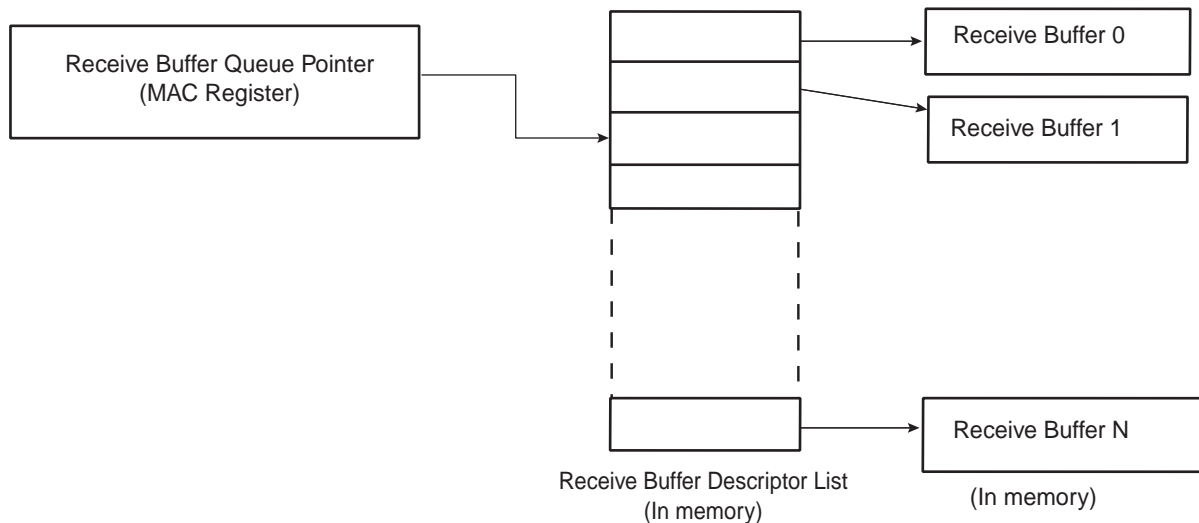 Receive Buffer Queue Pointer
(MAC Register)
Receive Buffer 0
Receive Buffer 1
Receive Buffer N
Receive Buffer Descriptor List
(In memory)
(In memory)